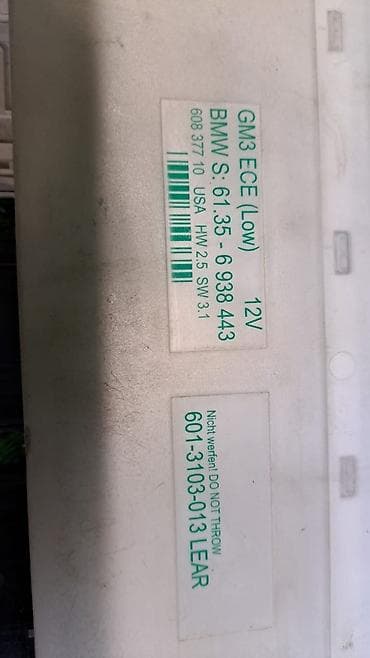 GM3 ECE (Low) 12V
BMW S: 61.35 - 6 938 443
608 377 10 USA HW 2.5 SW 3.1
Nicht werfen! DO NOT THROW
601-3103-013 LEAR